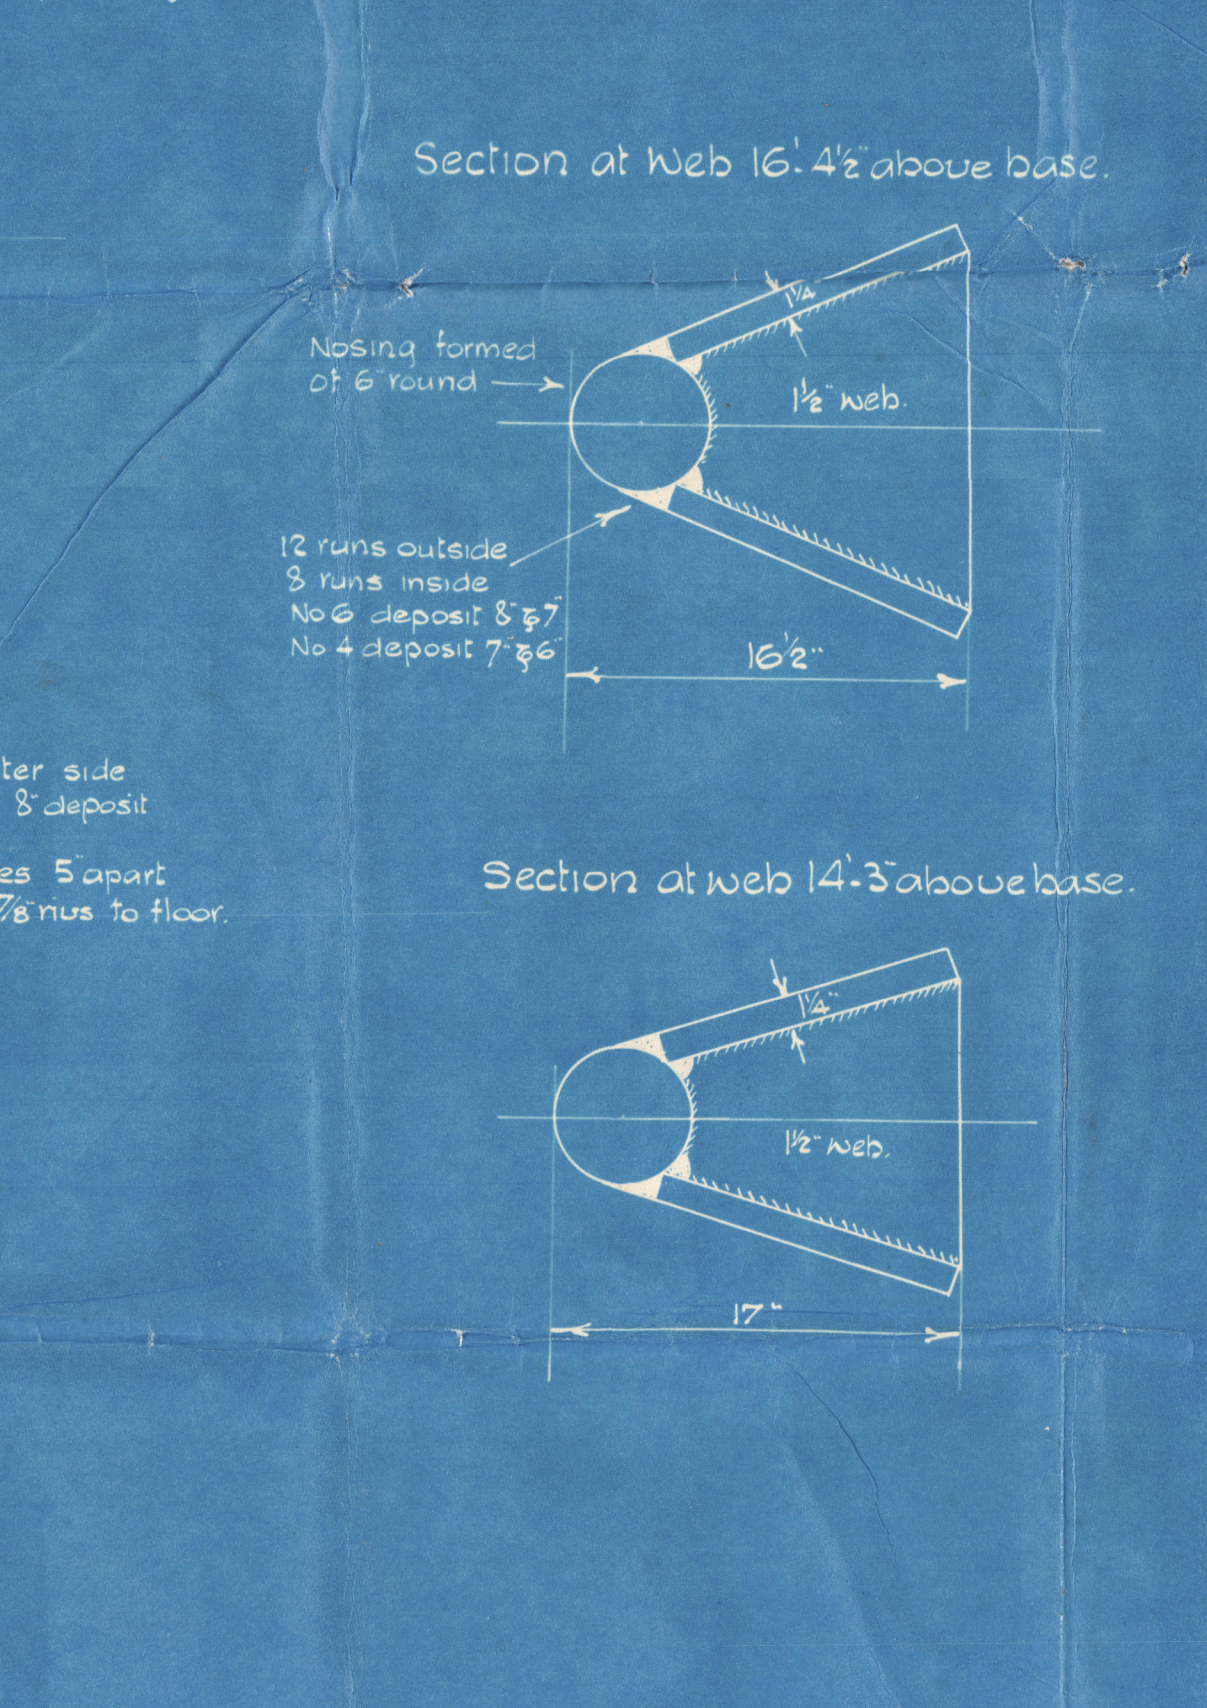 Section at Web 16'-4½" above base.
1¼
Nosing formed
of 6" round
1½" web.
12 runs outside
8 runs inside
No 6 deposit 8" & 7"
No 4 deposit 7" & 6"
16½"
ter side
8" deposit
es 5" apart
7/8" rivs to floor.
Section at web 14'-3" above base.
1¼"
1½" web.
17"